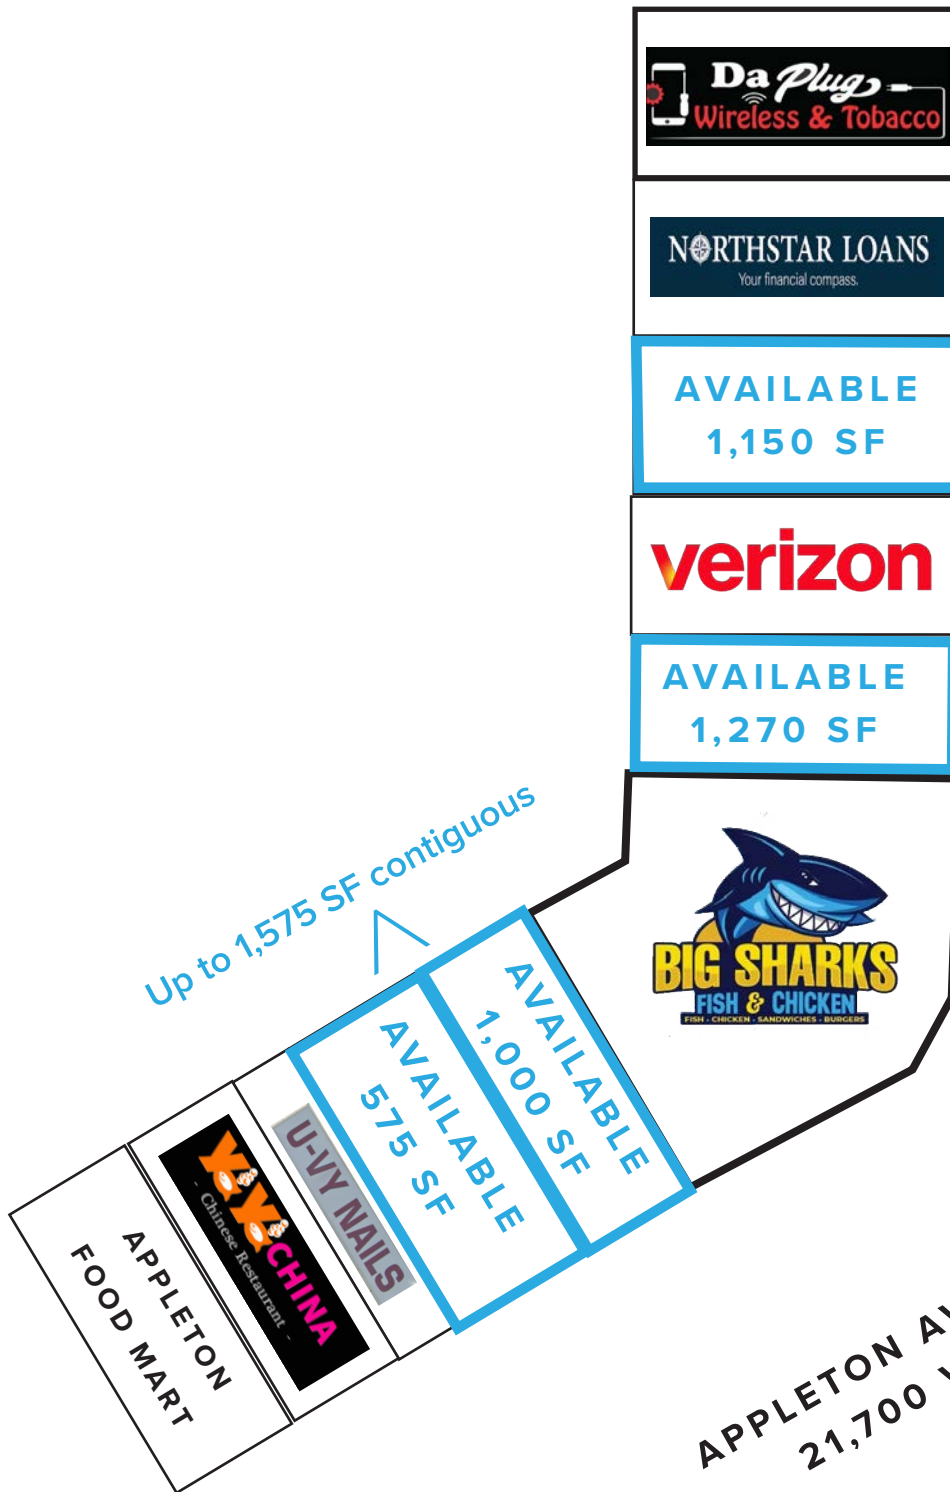 Da Plug
Wireless & Tobacco
NORTHSTAR LOANS
Your financial compass.
AVAILABLE
1,150 SF
verizon
AVAILABLE
1,270 SF
Up to 1,575 SF contiguous
BIG SHARKS
FISH & CHICKEN
FISH - CHICKEN - SANDWICHES - BURGERS
AVAILABLE
1,000 SF
AVAILABLE
575 SF
U-VY NAILS
YaYa CHINA
- Chinese Restaurant -
APPLETON
FOOD MART
APPLETON
21,700